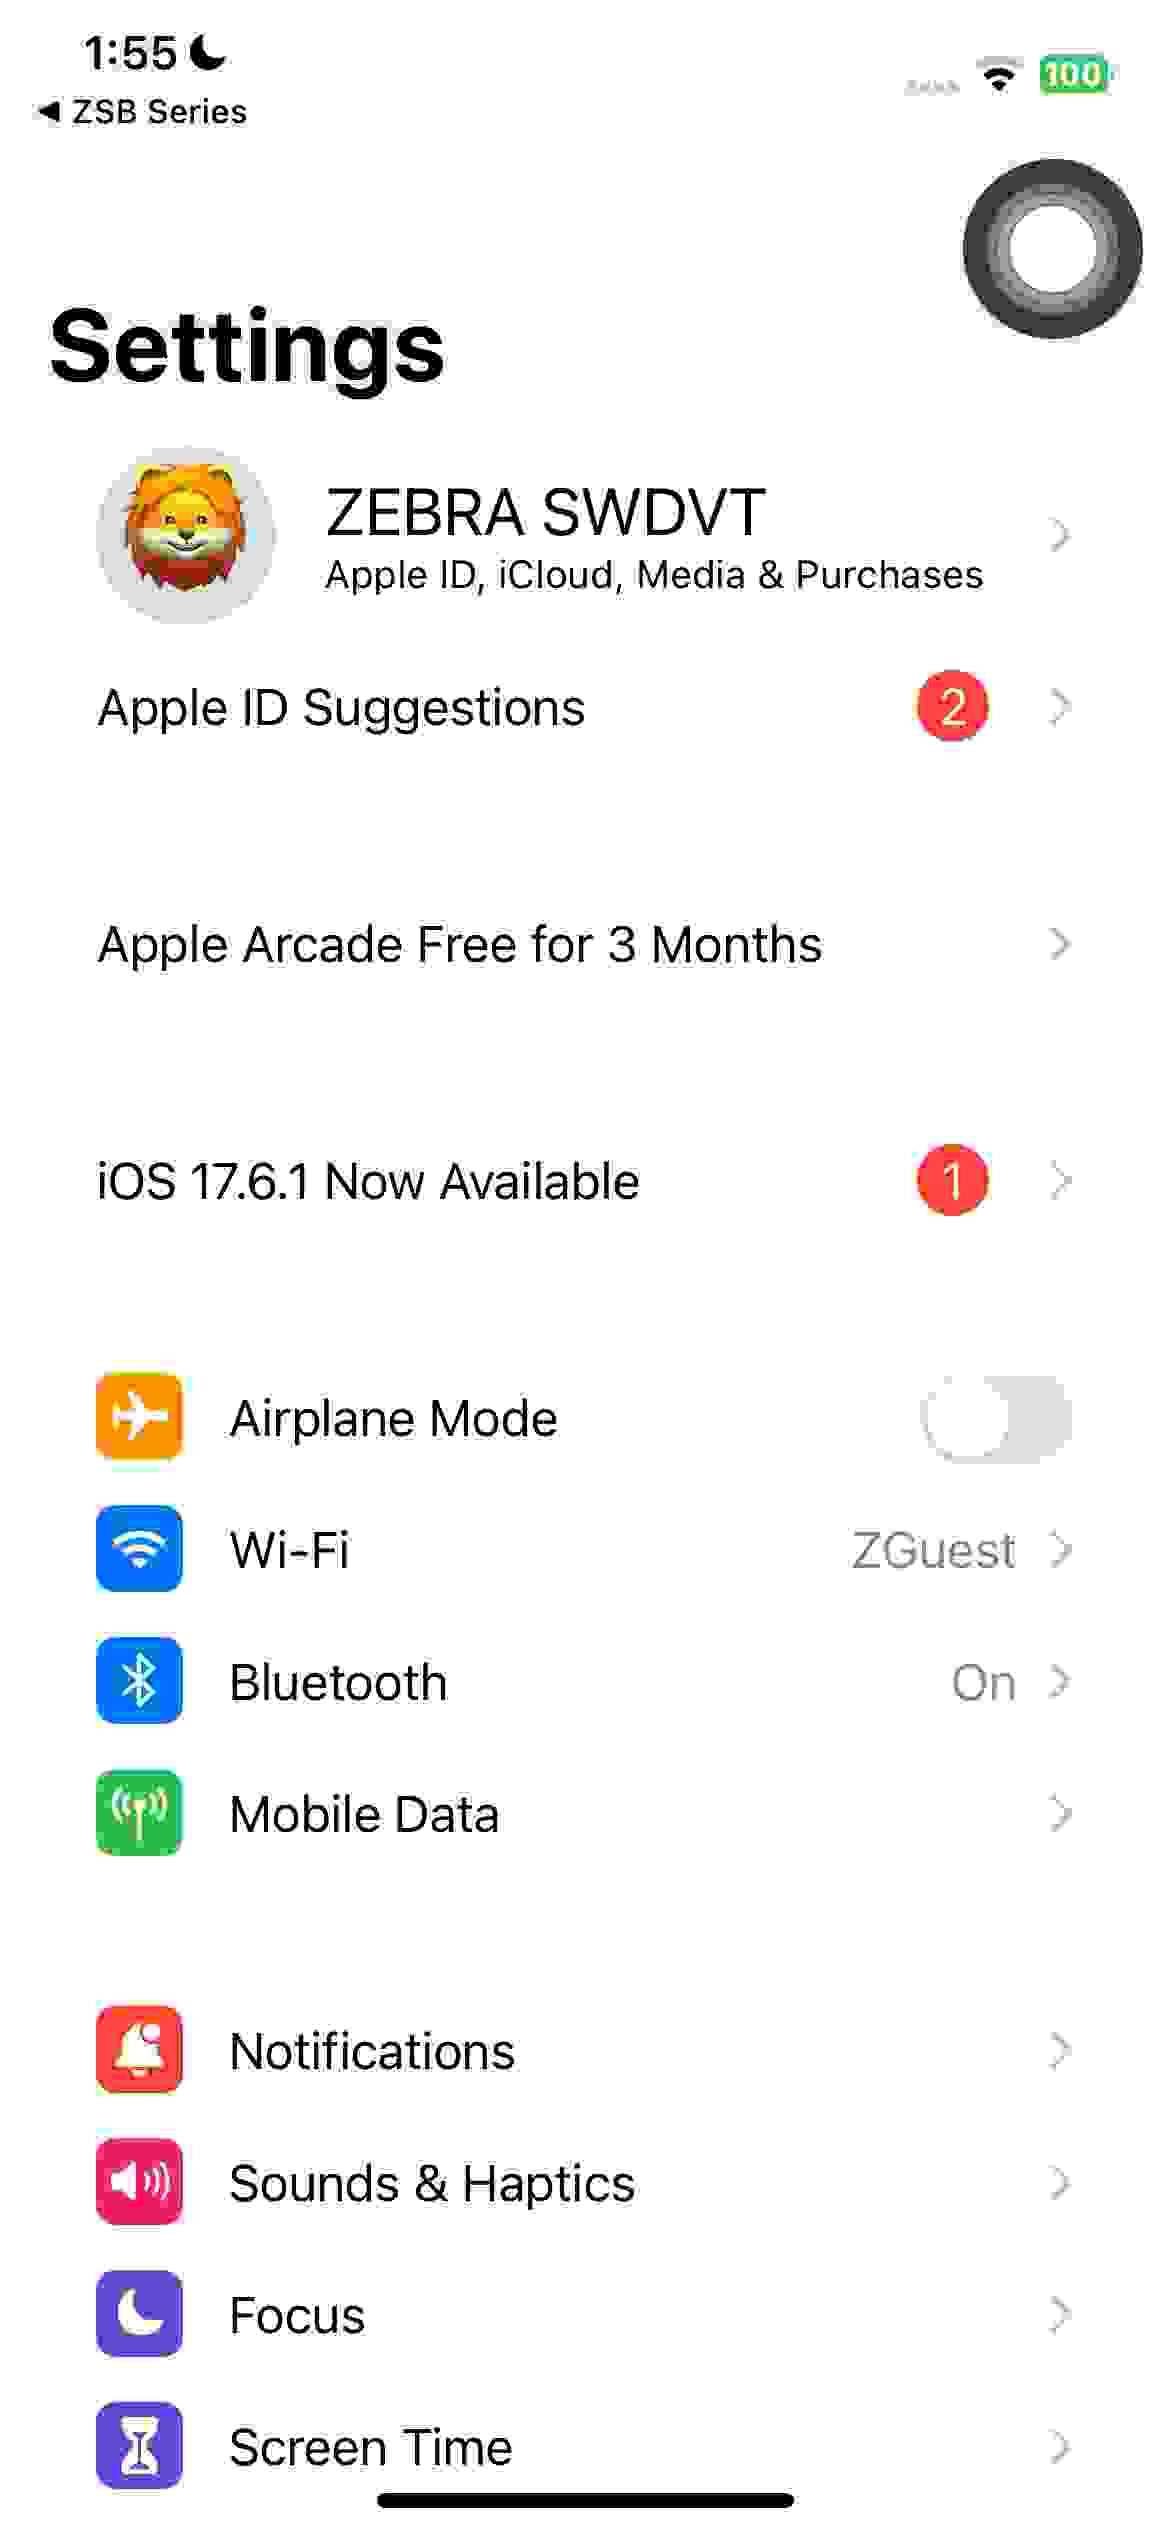 1:55
ZSB Series
100
Settings
ZEBRA SWDVT
Apple ID, iCloud, Media & Purchases
Apple ID Suggestions 2
Apple Arcade Free for 3 Months
iOS 17.6.1 Now Available 1
Airplane Mode
Wi-Fi ZGuest
Bluetooth On
Mobile Data
Notifications
Sounds & Haptics
Focus
Screen Time